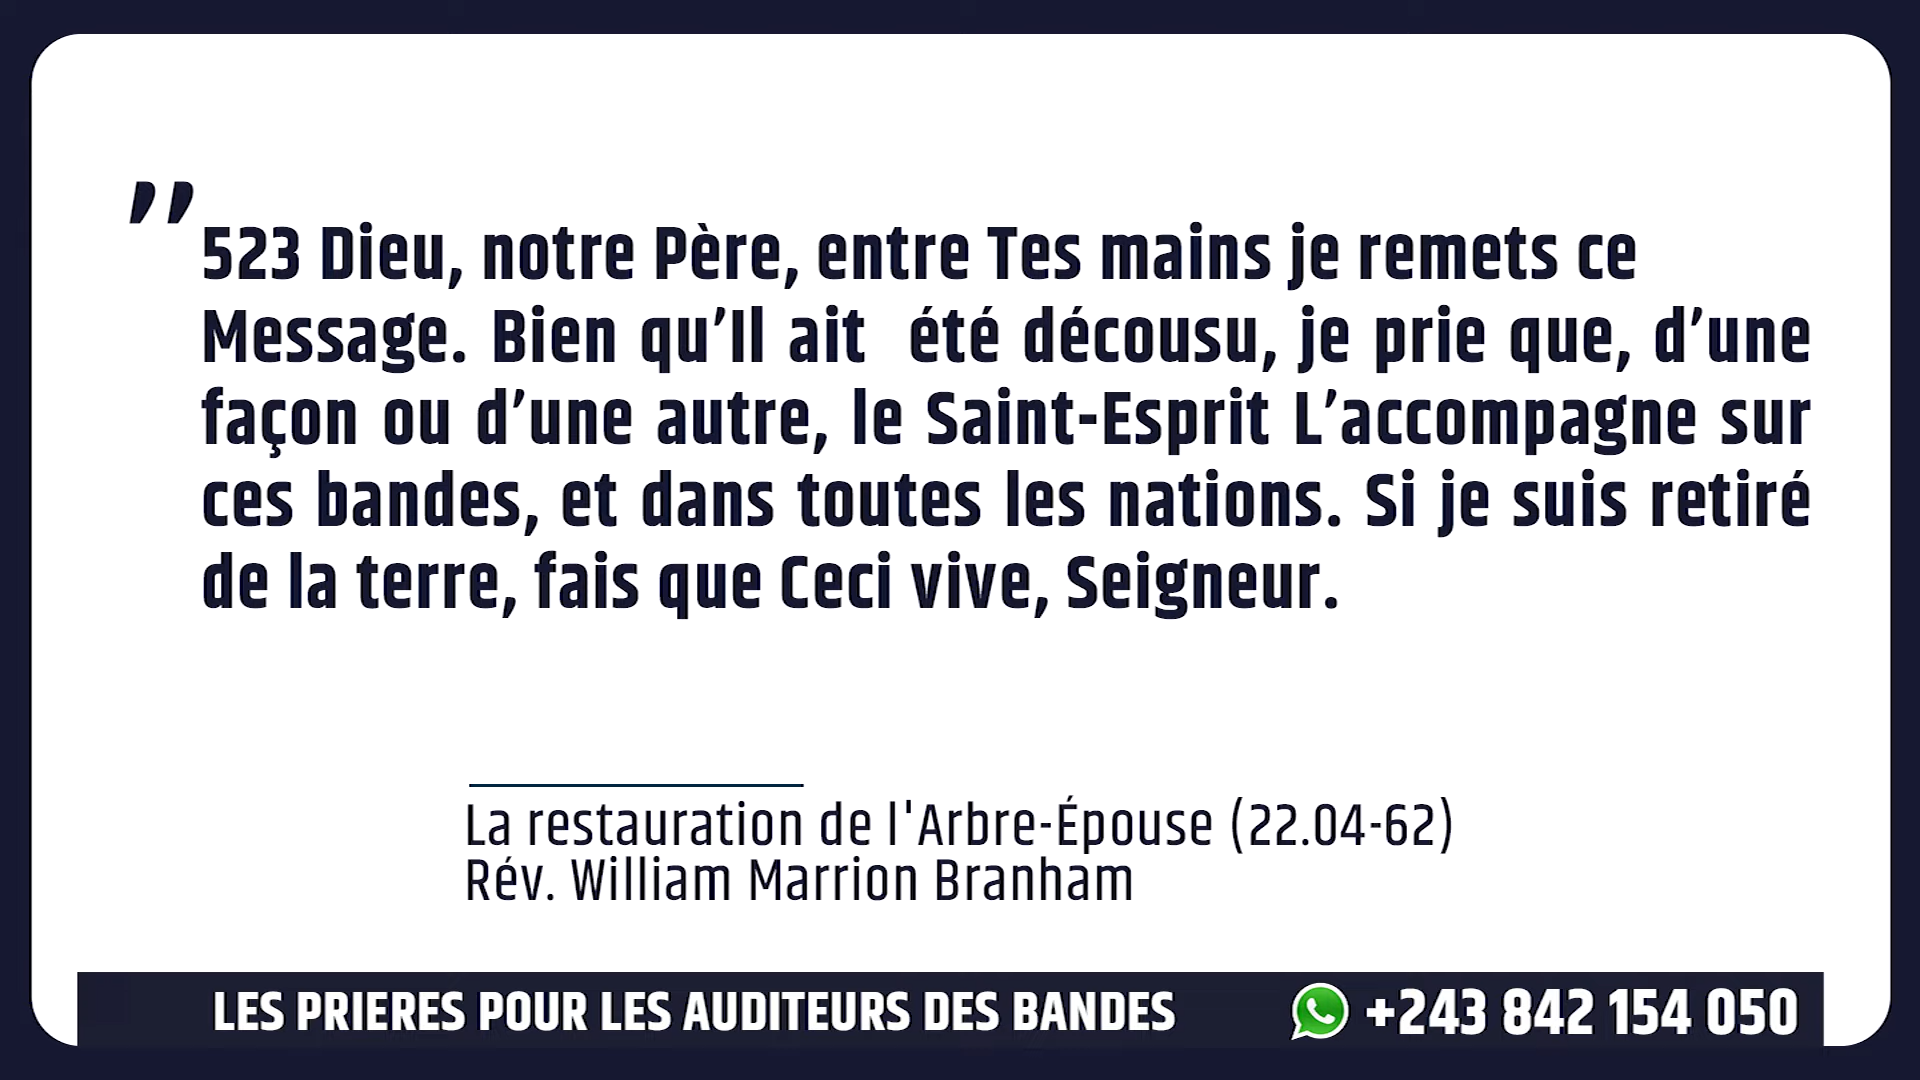 ”
523 Dieu, notre Père, entre Tes mains je remets ce
Message. Bien qu’Il ait  été décousu, je prie que, d’une
façon ou d’une autre, le Saint-Esprit L’accompagne sur
ces bandes, et dans toutes les nations. Si je suis retiré
de la terre, fais que Ceci vive, Seigneur.
La restauration de l'Arbre-Épouse (22.04-62)
Rév. William Marrion Branham
LES PRIERES POUR LES AUDITEURS DES BANDES
+243 842 154 050